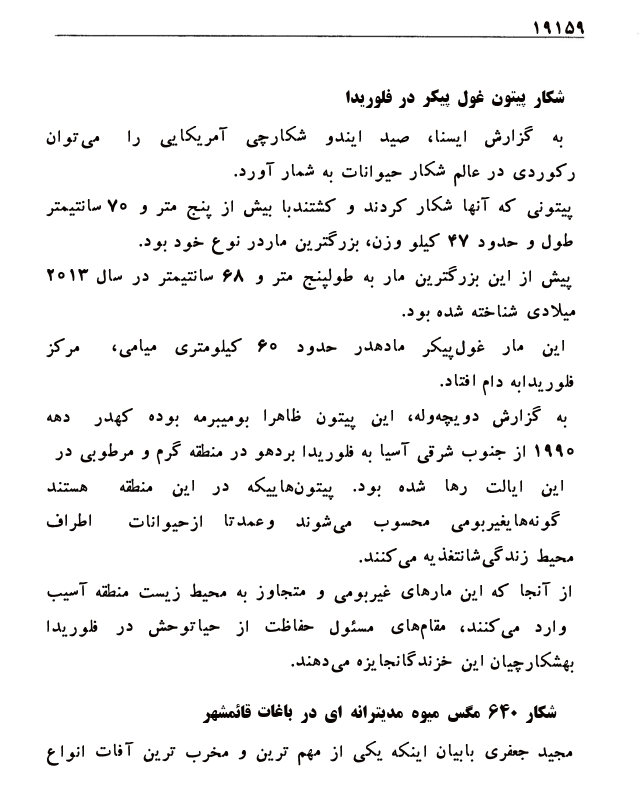 ۱۹۱۵۹
شکار پیتون غول پیکر در فلوریدا
به گزارش ایسنا، صید ایندو شکارچی آمریکایی را می‌توان
رکوردی در عالم شکار حیوانات به شمار آورد.
پیتونی که آنها شکار کردند و کشتندبا بیش از پنج متر و ۷۰ سانتیمتر
طول و حدود ۴۷ کیلو وزن، بزرگترین ماردر نوع خود بود.
پیش از این بزرگترین مار به طولپنج متر و ۶۸ سانتیمتر در سال ۲۰۱۳
میلادی شناخته شده بود.
این مار غول‌پیکر مادهدر حدود ۶۰ کیلومتری میامی، مرکز
فلوریدابه دام افتاد.
به گزارش دویچه‌وله، این پیتون ظاهرا بومیبرمه بوده کهدر دهه
۱۹۹۰ از جنوب شرقی آسیا به فلوریدا بردهو در منطقه گرم و مرطوبی در
این ایالت رها شده بود. پیتون‌هاییکه در این منطقه هستند
گونه‌هایغیربومی محسوب می‌شوند وعمدتا ازحیوانات اطراف
محیط زندگی‌شانتغذیه می‌کنند.
از آنجا که این مارهای غیربومی و متجاوز به محیط زیست منطقه آسیب
وارد می‌کنند، مقام‌های مسئول حفاظت از حیاتوحش در فلوریدا
بهشکارچیان این خزندگانجایزه می‌دهند.
شکار ۶۴۰ مگس میوه مدیترانه ای در باغات قائمشهر
مجید جعفری بابیان اینکه یکی از مهم ترین و مخرب ترین آفات انواع